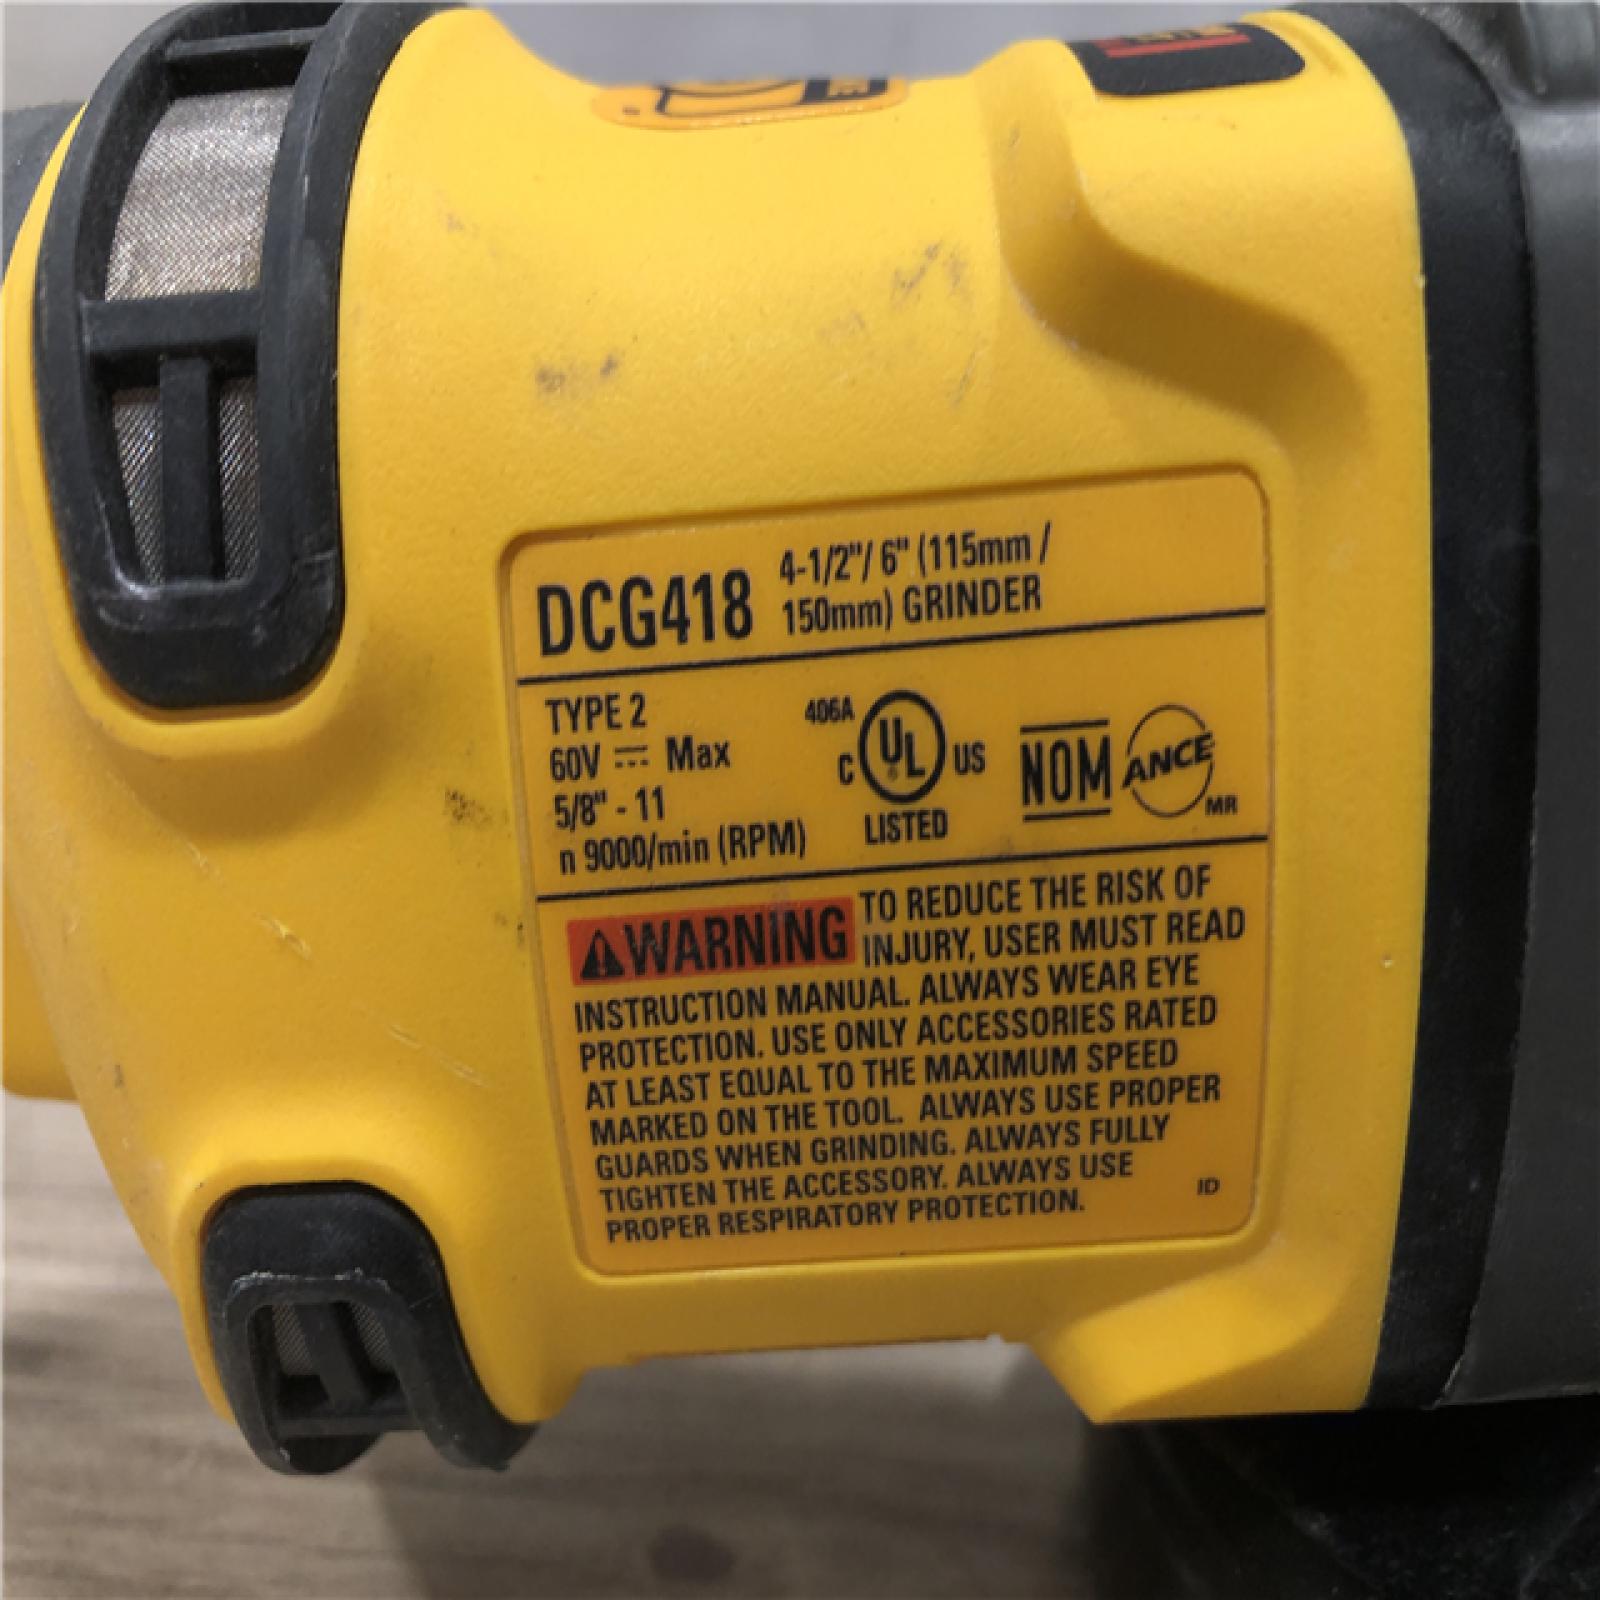 DCG418
4-1/2"/ 6" (115mm /
150mm) GRINDER
TYPE 2
60V ⎓ Max
5/8" - 11
n 9000/min (RPM)
406A
C UL® US
LISTED
NOM ANCE
MR
⚠WARNING TO REDUCE THE RISK OF
INJURY, USER MUST READ
INSTRUCTION MANUAL. ALWAYS WEAR EYE
PROTECTION. USE ONLY ACCESSORIES RATED
AT LEAST EQUAL TO THE MAXIMUM SPEED
MARKED ON THE TOOL. ALWAYS USE PROPER
GUARDS WHEN GRINDING. ALWAYS FULLY
TIGHTEN THE ACCESSORY. ALWAYS USE
PROPER RESPIRATORY PROTECTION.
ID